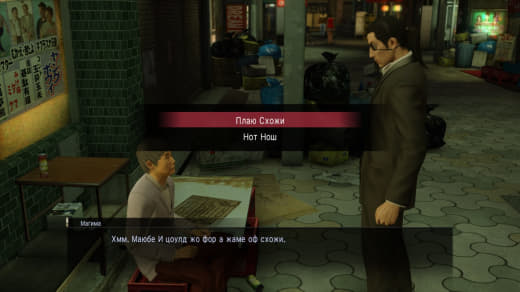 Плаю Схожи
Нот Нош
Магима
Хмм. Маюбе И цоулд жо фор а жаме оф схожи.